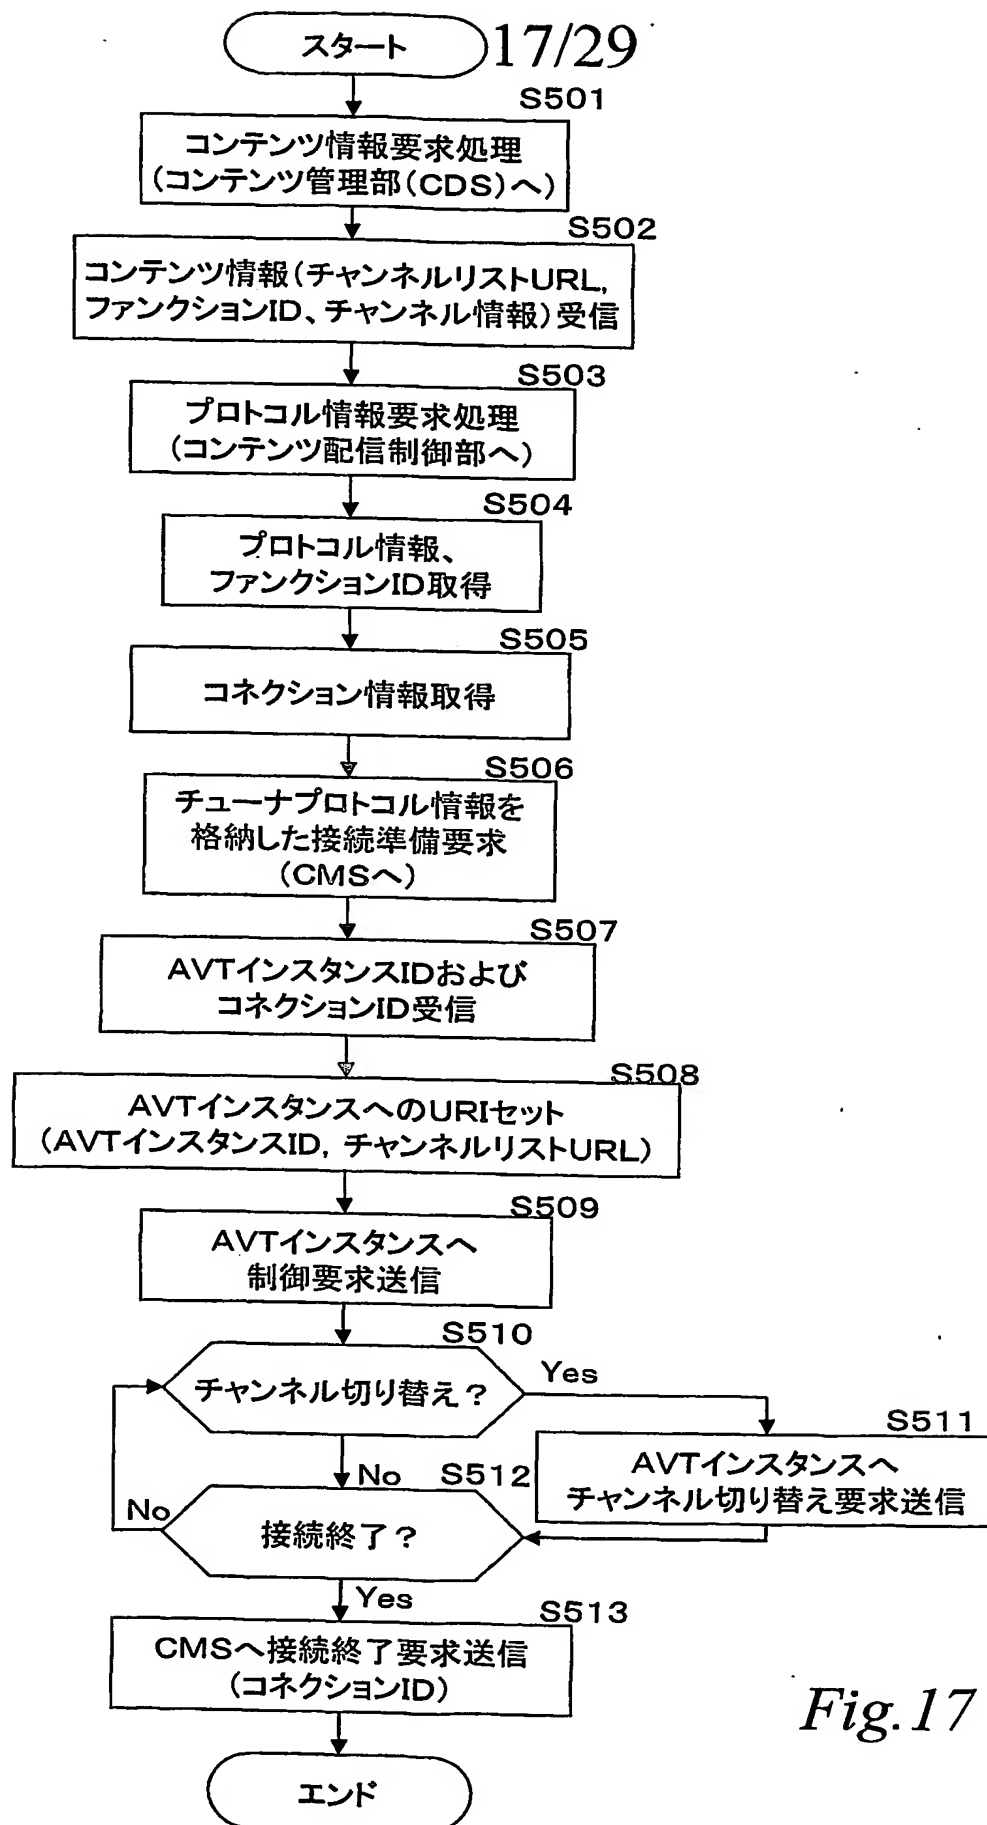 スタート
17/29
S501
コンテンツ情報要求処理
(コンテンツ管理部(CDS)へ)
S502
コンテンツ情報(チャンネルリストURL,
ファンクションID、チャンネル情報)受信
S503
プロトコル情報要求処理
(コンテンツ配信制御部へ)
S504
プロトコル情報、
ファンクションID取得
S505
コネクション情報取得
S506
チューナプロトコル情報を
格納した接続準備要求
(CMSへ)
S507
AVTインスタンスIDおよび
コネクションID受信
S508
AVTインスタンスへのURIセット
(AVTインスタンスID, チャンネルリストURL)
S509
AVTインスタンスへ
制御要求送信
S510
チャンネル切り替え?
Yes
S511
AVTインスタンスへ
チャンネル切り替え要求送信
No
S512
No
接続終了?
Yes
S513
CMSへ接続終了要求送信
(コネクションID)
Fig.17
エンド